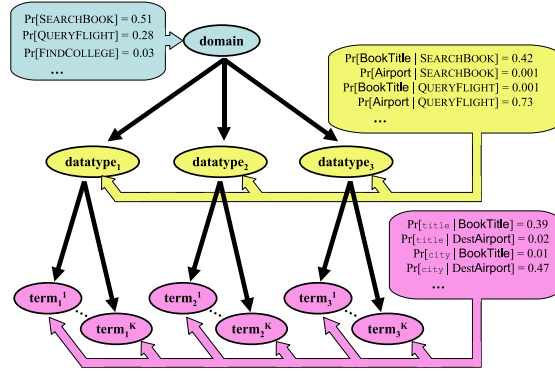 Pr[SEARCHBOOK] = 0.51
Pr[QUERYFLIGHT] = 0.28
Pr[FINDCOLLEGE] = 0.03
...
domain
Pr[BookTitle | SEARCHBOOK] = 0.42
Pr[Airport | SEARCHBOOK] = 0.001
Pr[BookTitle | QUERYFLIGHT] = 0.001
Pr[Airport | QUERYFLIGHT] = 0.73
...
datatype₁
datatype₂
datatype₃
Pr[title | BookTitle] = 0.39
Pr[title | DestAirport] = 0.02
Pr[city | BookTitle] = 0.01
Pr[city | DestAirport] = 0.47
...
term₁¹
term₂¹
term₃¹
term₁ᴷ
term₂ᴷ
term₃ᴷ